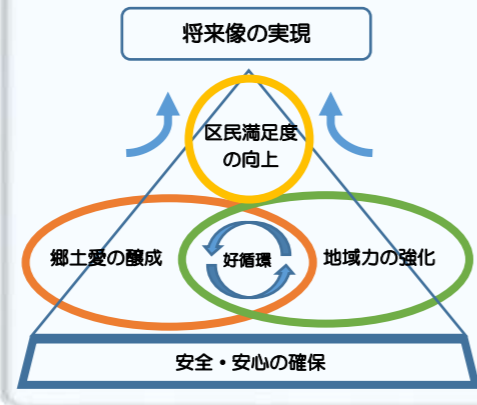 将来像の実現
区民満足度
の向上
郷土愛の醸成
好循環
地域力の強化
安全・安心の確保